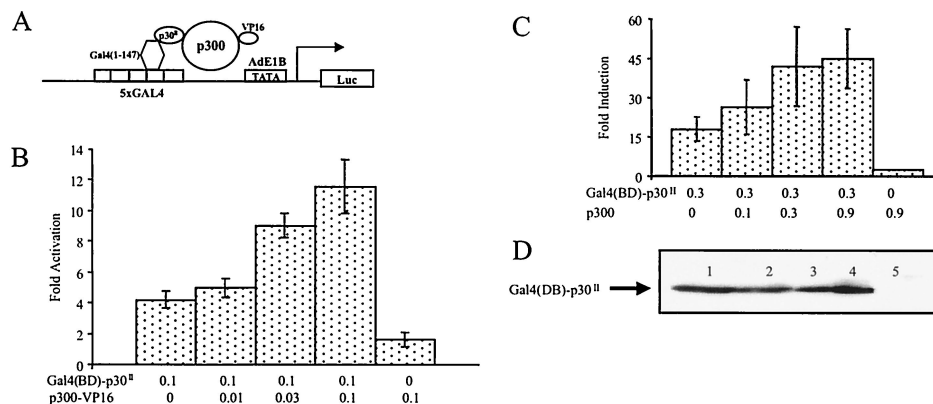 A
Gal4(1-147)
p30II
p300
VP16
AdE1B
TATA
Luc
5xGAL4
B
Fold Activation
14
12
10
8
6
4
2
0
Gal4(BD)-p30II 0.1 0.1 0.1 0.1 0
p300-VP16 0 0.01 0.03 0.1 0.1
C
Fold Induction
60
45
30
15
0
Gal4(BD)-p30II 0.3 0.3 0.3 0.3 0
p300 0 0.1 0.3 0.9 0.9
D
1 2 3 4 5
Gal4(DB)-p30II